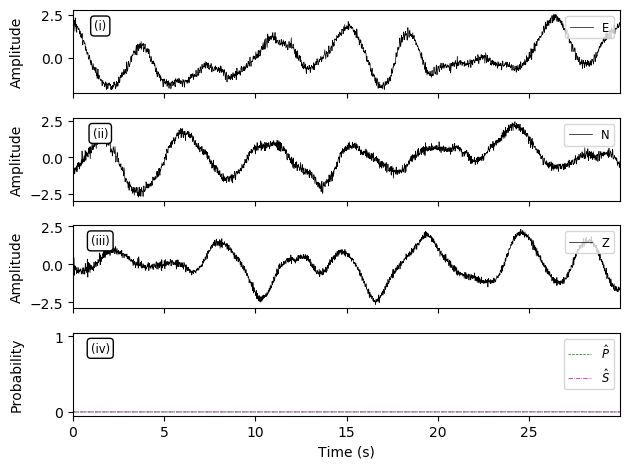 2.5
(i)
E
Amplitude
0.0
2.5
(ii)
N
Amplitude
0.0
−2.5
2.5
(iii)
Z
Amplitude
0.0
−2.5
1
(iv)
P̂
Ŝ
Probability
0
0 5 10 15 20 25
Time (s)